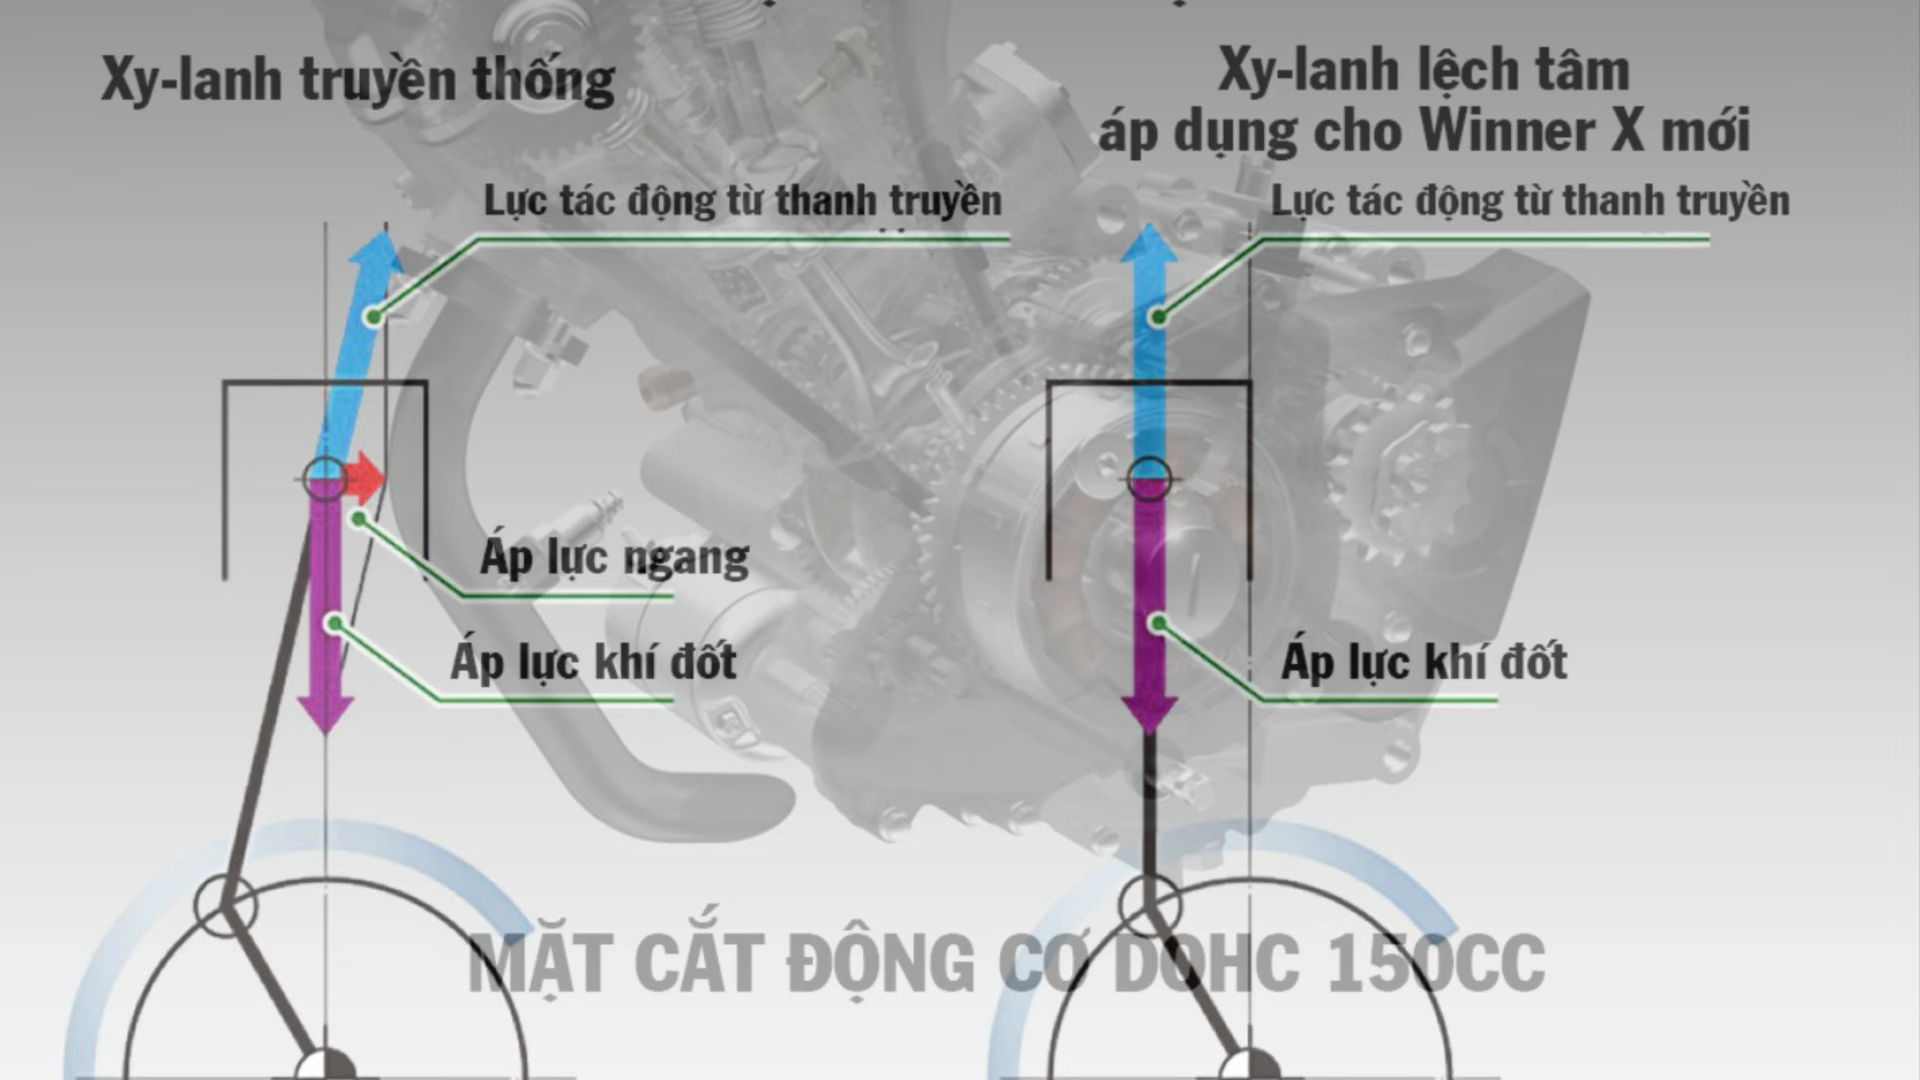 Xy-lanh truyền thống
Xy-lanh lệch tâm
áp dụng cho Winner X mới
Lực tác động từ thanh truyền
Lực tác động từ thanh truyền
Áp lực ngang
Áp lực khí đốt
Áp lực khí đốt
MẶT CẮT ĐỘNG CƠ DOHC 150CC